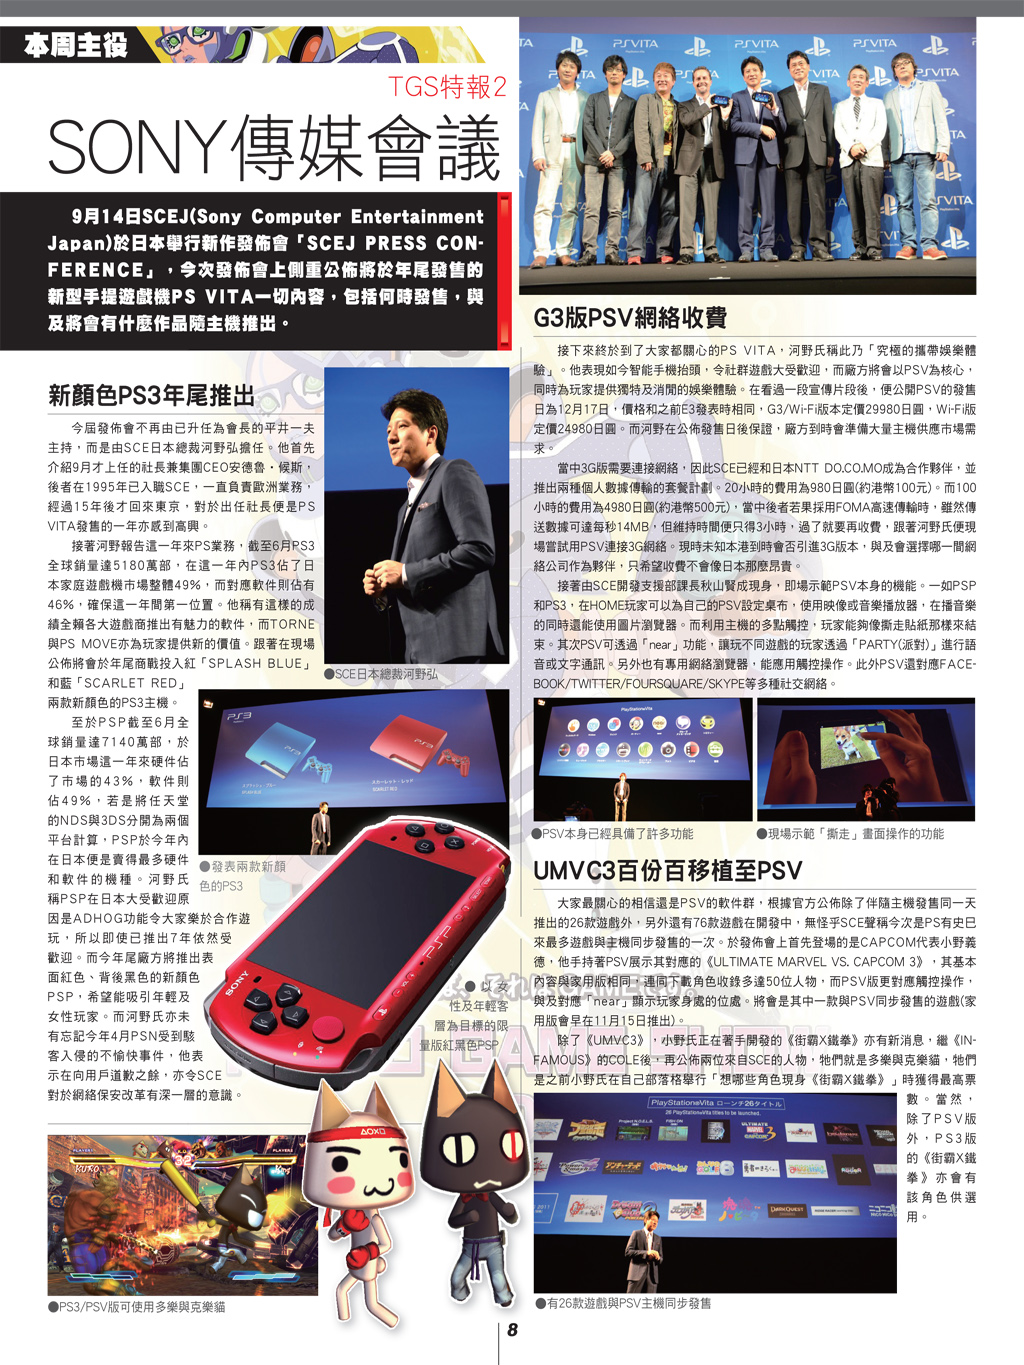 本周主役
TGS特報2
SONY傳媒會議
9月14日SCEJ(Sony Computer Entertainment
Japan)於日本舉行新作發佈會「SCEJ PRESS CON-
FERENCE」，今次發佈會上側重公佈將於年尾發售的
新型手提遊戲機PS VITA一切內容，包括何時發售，與
及將會有什麼作品隨主機推出。
新顏色PS3年尾推出
今屆發佈會不再由已升任為會長的平井一夫
主持，而是由SCE日本總裁河野弘擔任。他首先
介紹9月才上任的社長兼集團CEO安德魯・候斯，
後者在1995年已入職SCE，一直負責歐洲業務，
經過15年後才回來東京，對於出任社長便是PS
VITA發售的一年亦感到高興。
接著河野報告這一年來PS業務，截至6月PS3
全球銷量達5180萬部，在這一年內PS3佔了日
本家庭遊戲機市場整體49%，而對應軟件則佔有
46%，確保這一年間第一位置。他稱有這樣的成
績全賴各大遊戲商推出有魅力的軟件，而TORNE
與PS MOVE亦為玩家提供新的價值。跟著在現場
公佈將會於年尾商戰投入紅「SPLASH BLUE」
和藍「SCARLET RED」
兩款新顏色的PS3主機。
至於PSP截至6月全
球銷量達7140萬部，於
日本市場這一年來硬件佔
了市場的43%，軟件則
佔49%，若是將任天堂
的NDS與3DS分開為兩個
平台計算，PSP於今年內
在日本便是賣得最多硬件
和軟件的機種。河野氏
稱PSP在日本大受歡迎原
因是ADHOG功能令大家樂於合作遊
玩，所以即使已推出7年依然受
歡迎。而今年尾廠方將推出表
面紅色、背後黑色的新顏色
PSP，希望能吸引年輕及
女性玩家。而河野氏亦未
有忘記今年4月PSN受到駭
客入侵的不愉快事件，他表
示在向用戶道歉之餘，亦令SCE
對於網絡保安改革有深一層的意識。
●SCE日本總裁河野弘
PS3
スプラッシュ・ブルー
SPLASH BLUE
スカーレット・レッド
SCARLET RED
●發表兩款新顏
色的PS3
SONY
PSP
●以女
性及年輕客
層為目標的限
量版紅黑色PSP
KURO
●PS3/PSV版可使用多樂與克樂貓
PSVITA
G3版PSV網絡收費
接下來終於到了大家都關心的PS VITA，河野氏稱此乃「究極的攜帶娛樂體
驗」。他表現如今智能手機抬頭，令社群遊戲大受歡迎，而廠方將會以PSV為核心，
同時為玩家提供獨特及消閒的娛樂體驗。在看過一段宣傳片段後，便公開PSV的發售
日為12月17日，價格和之前E3發表時相同，G3/Wi-Fi版本定價29980日圓，Wi-Fi版
定價24980日圓。而河野在公佈發售日後保證，廠方到時會準備大量主機供應市場需
求。
當中3G版需要連接網絡，因此SCE已經和日本NTT DO.CO.MO成為合作夥伴，並
推出兩種個人數據傳輸的套餐計劃。20小時的費用為980日圓(約港幣100元)。而100
小時的費用為4980日圓(約港幣500元)，當中後者若果採用FOMA高速傳輸時，雖然傳
送數據可達每秒14MB，但維持時間便只得3小時，過了就要再收費，跟著河野氏便現
場嘗試用PSV連接3G網絡。現時未知本港到時會否引進3G版本，與及會選擇哪一間網
絡公司作為夥伴，只希望收費不會像日本那麼昂貴。
接著由SCE開發支援部課長秋山賢成現身，即場示範PSV本身的機能。一如PSP
和PS3，在HOME玩家可以為自己的PSV設定桌布，使用映像或音樂播放器，在播音樂
的同時還能使用圖片瀏覽器。而利用主機的多點觸控，玩家能夠像撕走貼紙那樣來結
束。其次PSV可透過「near」功能，讓玩不同遊戲的玩家透過「PARTY(派對)」進行語
音或文字通訊。另外也有專用網絡瀏覽器，能應用觸控操作。此外PSV還對應FACE-
BOOK/TWITTER/FOURSQUARE/SKYPE等多種社交網絡。
PlayStationVita
●PSV本身已經具備了許多功能
●現場示範「撕走」畫面操作的功能
UMVC3百份百移植至PSV
大家最關心的相信還是PSV的軟件群，根據官方公佈除了伴隨主機發售同一天
推出的26款遊戲外，另外還有76款遊戲在開發中，無怪乎SCE聲稱今次是PS有史巳
來最多遊戲與主機同步發售的一次。於發佈會上首先登場的是CAPCOM代表小野義
德，他手持著PSV展示其對應的《ULTIMATE MARVEL VS. CAPCOM 3》，其基本
內容與家用版相同，連同下載角色收錄多達50位人物，而PSV版更對應觸控操作，
與及對應「near」顯示玩家身處的位處。將會是其中一款與PSV同步發售的遊戲(家
用版會早在11月15日推出)。
除了《UMVC3》，小野氏正在著手開發的《街霸X鐵拳》亦有新消息，繼《IN-
FAMOUS》的COLE後，再公佈兩位來自SCE的人物，牠們就是多樂與克樂貓，牠們
是之前小野氏在自己部落格舉行「想哪些角色現身《街霸X鐵拳》」時獲得最高票
數。當然，
除了PSV版
外，PS3版
的《街霸X鐵
拳》亦會有
該角色供選
用。
PlayStationVita ローンチ26タイトル
26 PlayStationVita titles to be launched.
●有26款遊戲與PSV主機同步發售
8